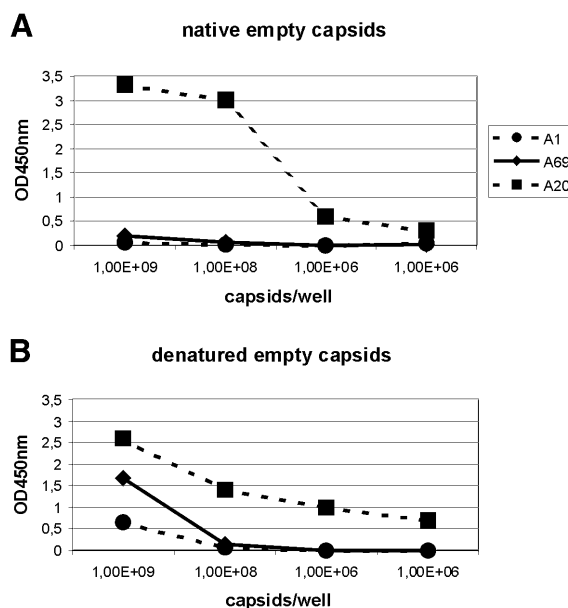 A
native empty capsids
3,5
3
2,5
2
1,5
1
0,5
0
OD450nm
1,00E+09 1,00E+08 1,00E+06 1,00E+06
capsids/well
A1
A69
A20
B
denatured empty capsids
3,5
3
2,5
2
1,5
1
0,5
0
OD450nm
1,00E+09 1,00E+08 1,00E+06 1,00E+06
capsids/well